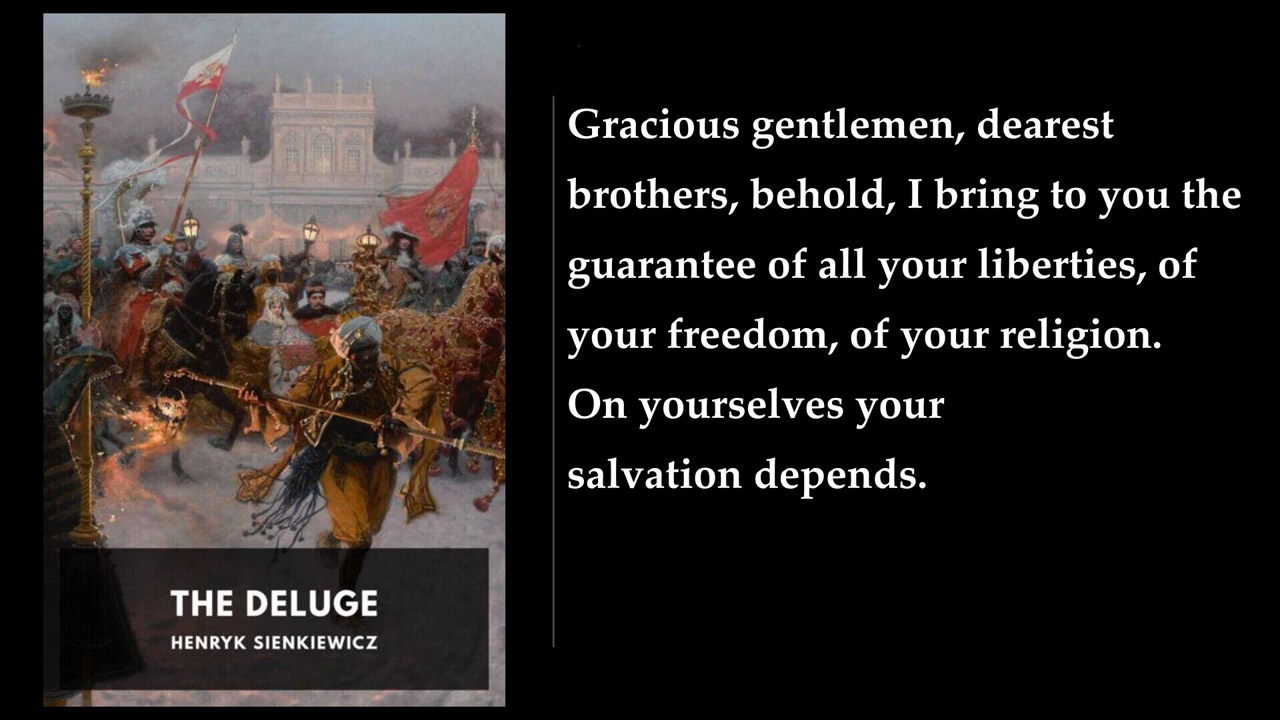 Gracious gentlemen, dearest
brothers, behold, I bring to you the
guarantee of all your liberties, of
your freedom, of your religion.
On yourselves your
salvation depends.
THE DELUGE
HENRYK SIENKIEWICZ